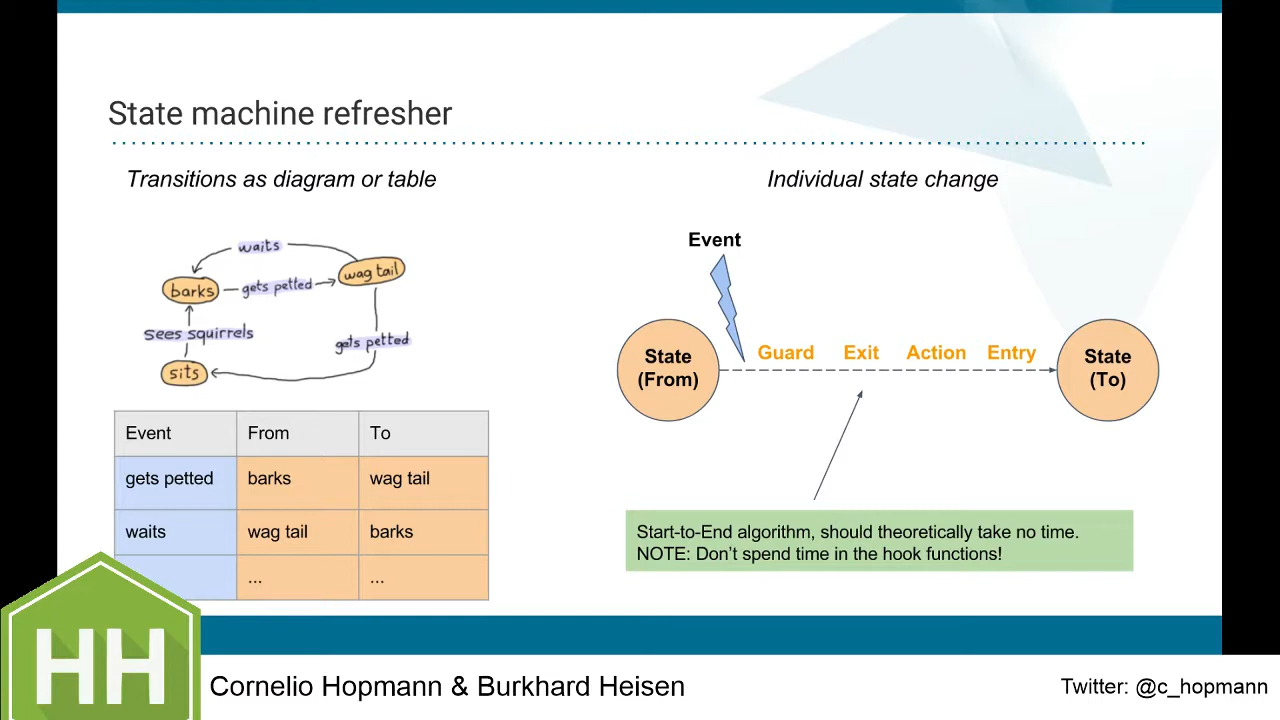 State machine refresher
Transitions as diagram or table
waits
barks
gets petted
wag tail
sees squirrels
gets petted
sits
Event From To
gets petted barks wag tail
waits wag tail barks
... ...
Individual state change
Event
State
(From)
Guard Exit Action Entry
State
(To)
Start-to-End algorithm, should theoretically take no time.
NOTE: Don't spend time in the hook functions!
HH
Cornelio Hopmann & Burkhard Heisen
Twitter: @c_hopmann